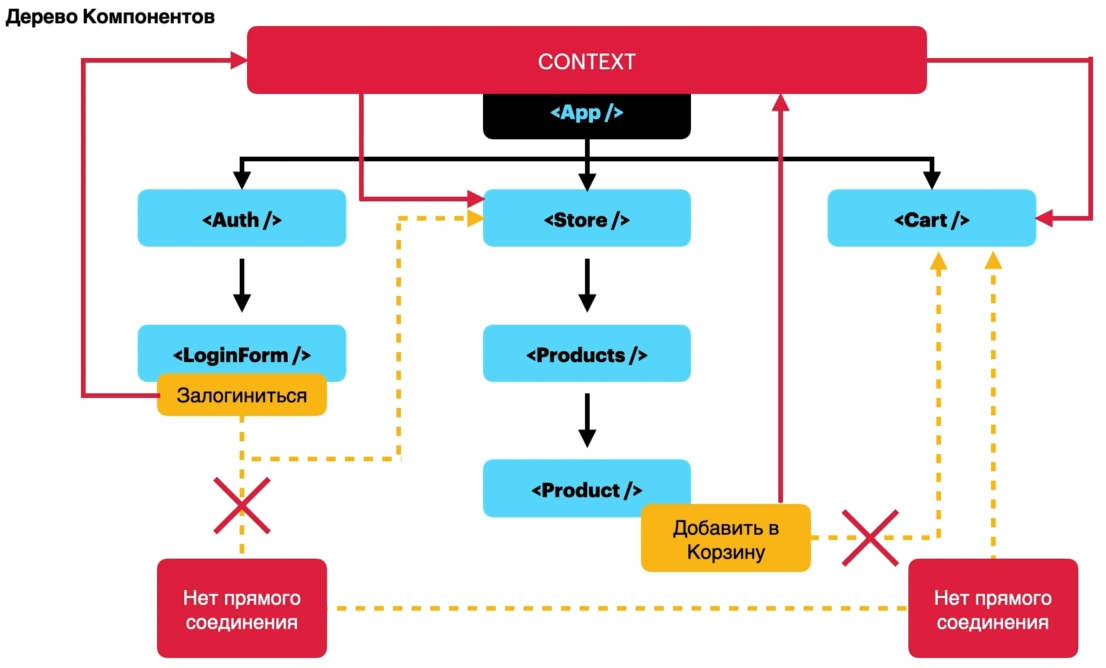 Дерево Компонентов
CONTEXT
<App />
<Auth />
<Store />
<Cart />
<LoginForm />
<Products />
Залогиниться
<Product />
Добавить в
Корзину
Нет прямого
соединения
Нет прямого
соединения